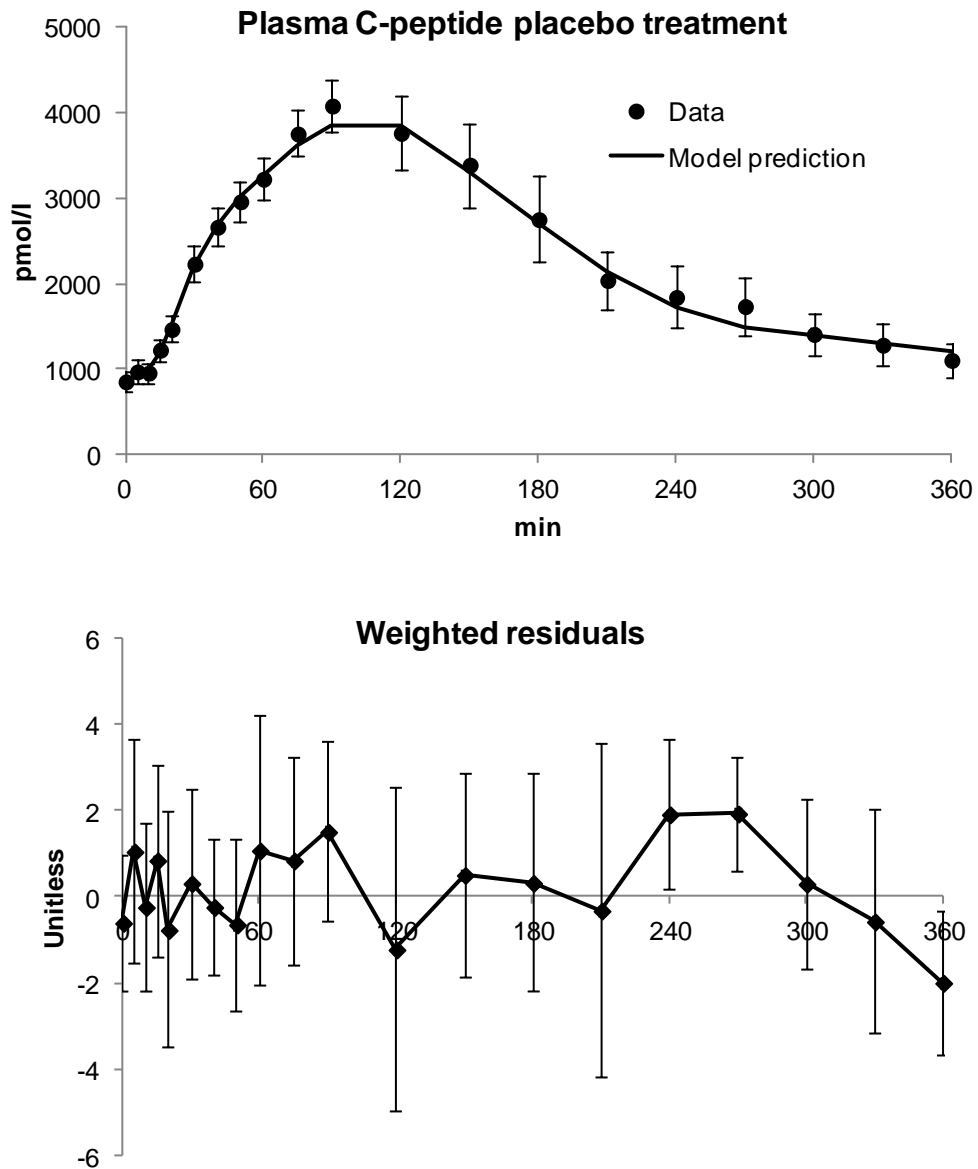 Plasma C-peptide placebo treatment
5000
4000
3000
2000
1000
0
pmol/l
Data
Model prediction
0 60 120 180 240 300 360
min
Weighted residuals
6
4
2
0
-2
-4
-6
Unitless
0 60 120 180 240 300 360